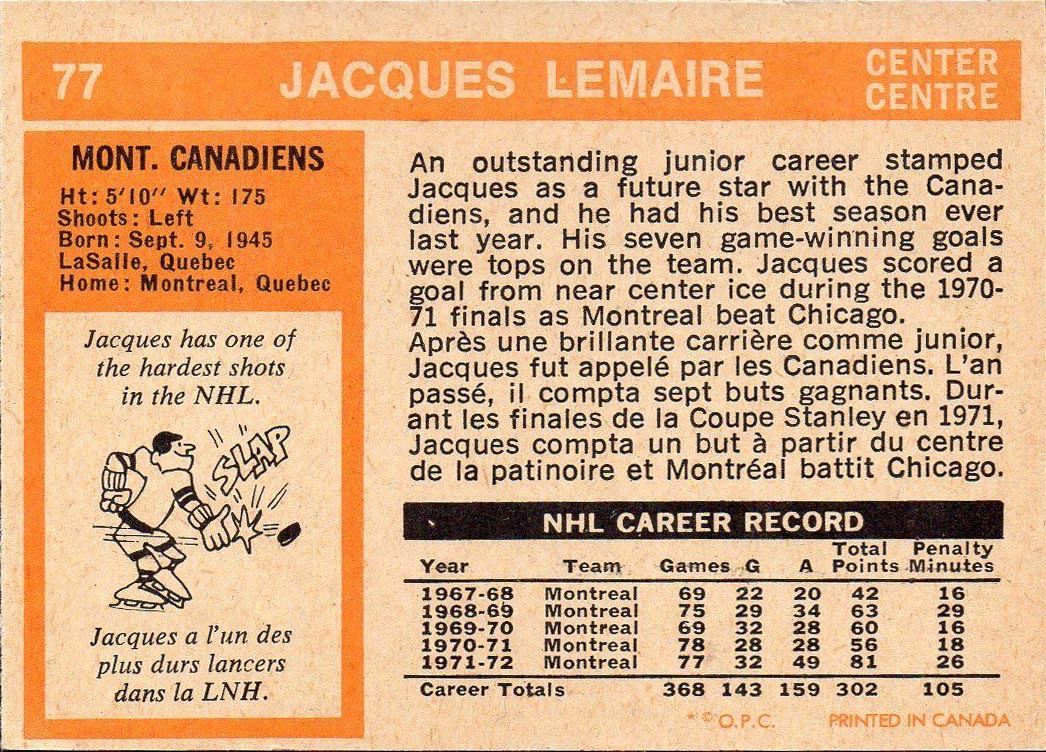 77 JACQUES LEMAIRE CENTER
CENTRE
MONT. CANADIENS
Ht: 5'10" Wt: 175
Shoots: Left
Born: Sept. 9, 1945
LaSalle, Quebec
Home: Montreal, Quebec
Jacques has one of
the hardest shots
in the NHL.
SLAP
Jacques a l'un des
plus durs lancers
dans la LNH.
An outstanding junior career stamped
Jacques as a future star with the Cana-
diens, and he had his best season ever
last year. His seven game-winning goals
were tops on the team. Jacques scored a
goal from near center ice during the 1970-
71 finals as Montreal beat Chicago.
Après une brillante carrière comme junior,
Jacques fut appelé par les Canadiens. L'an
passé, il compta sept buts gagnants. Dur-
ant les finales de la Coupe Stanley en 1971,
Jacques compta un but à partir du centre
de la patinoire et Montréal battit Chicago.
NHL CAREER RECORD
Total Penalty
Year Team Games G A Points Minutes
1967-68 Montreal 69 22 20 42 16
1968-69 Montreal 75 29 34 63 29
1969-70 Montreal 69 32 28 60 16
1970-71 Montreal 78 28 28 56 18
1971-72 Montreal 77 32 49 81 26
Career Totals 368 143 159 302 105
* © O.P.C. PRINTED IN CANADA